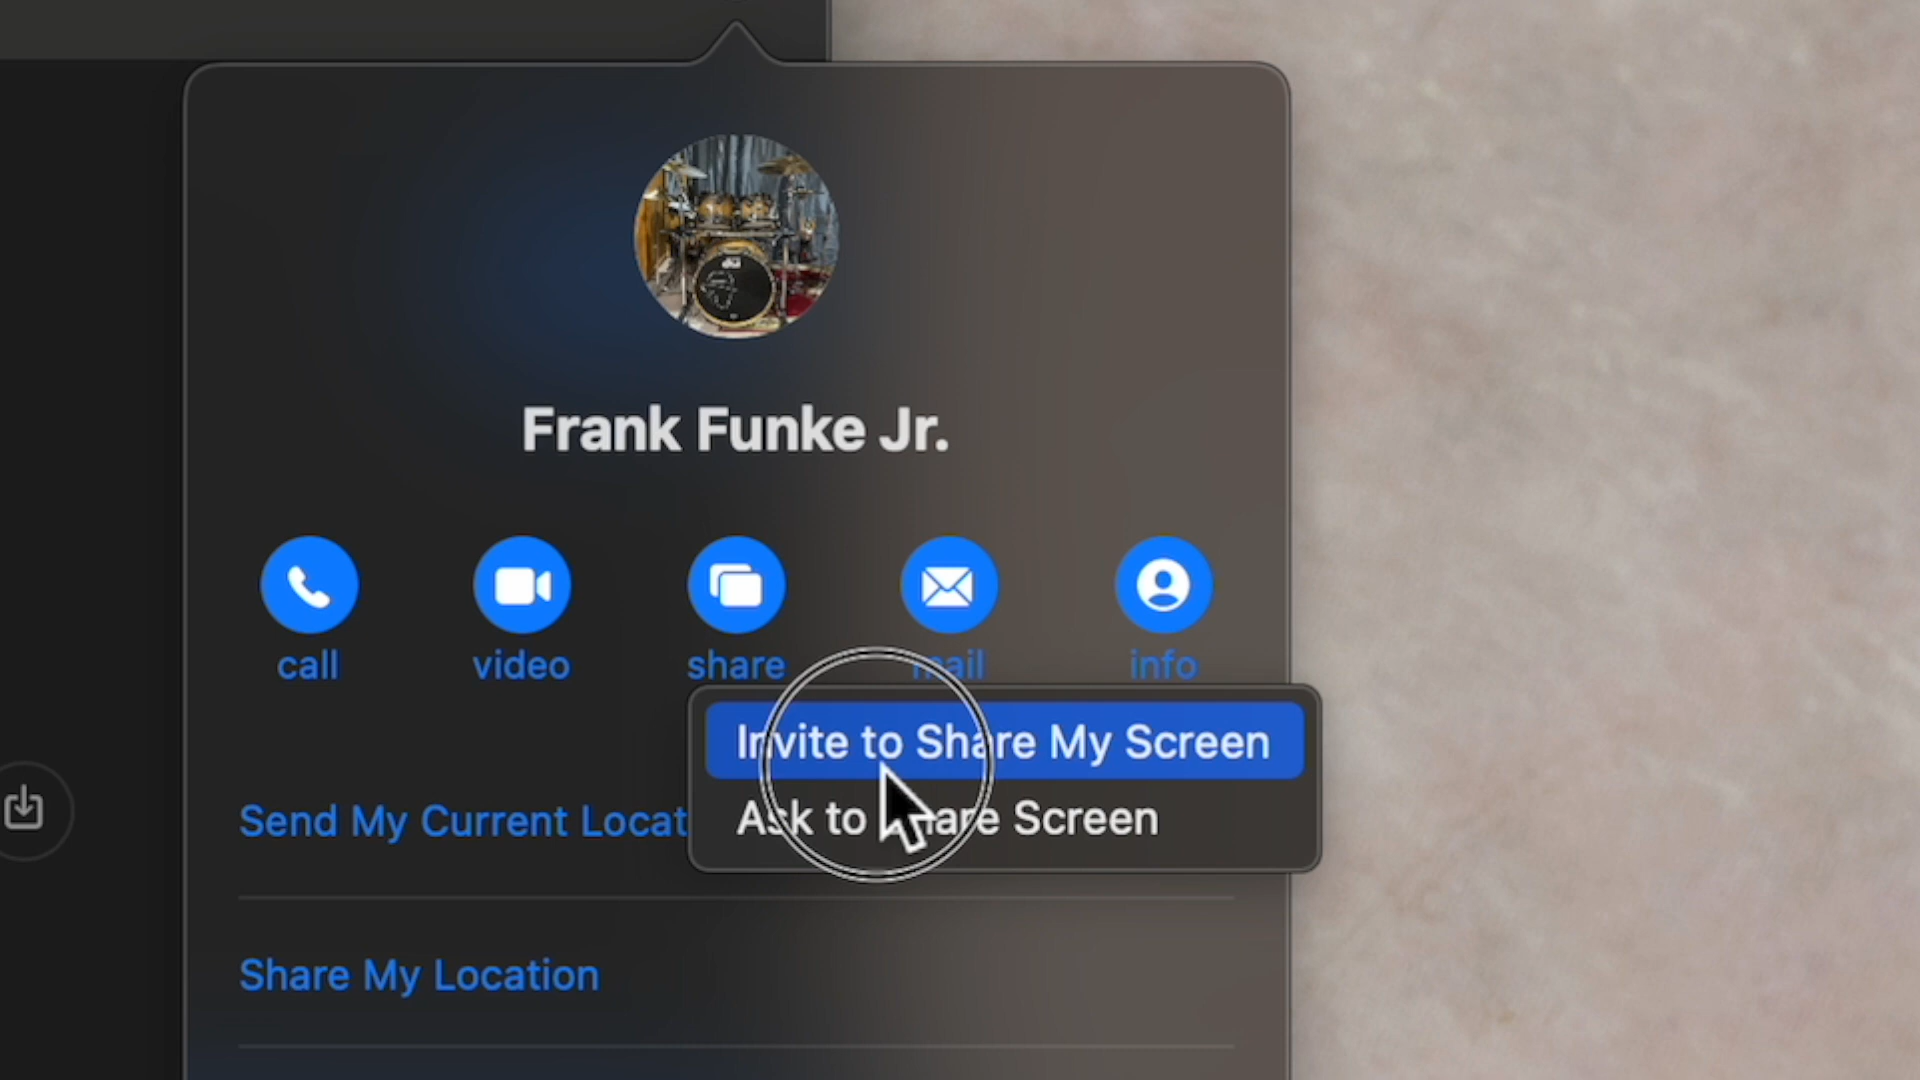 Frank Funke Jr.
call video share mail info
Invite to Share My Screen
Ask to Share Screen
Send My Current Locat
Share My Location